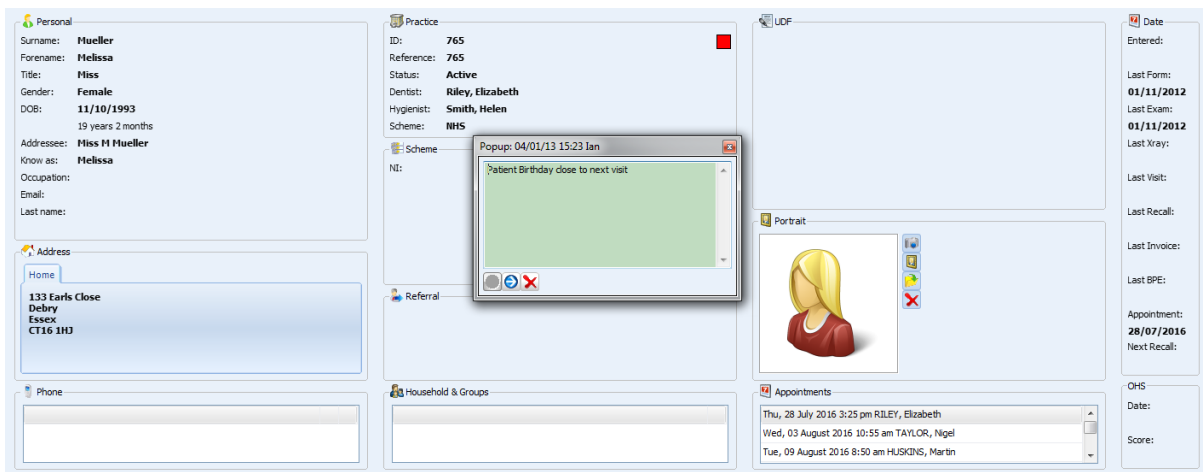 Personal
Surname: Mueller
Forename: Melissa
Title: Miss
Gender: Female
DOB: 11/10/1993
19 years 2 months
Addressee: Miss M Mueller
Know as: Melissa
Occupation:
Email:
Last name:
Address
Home
133 Earls Close
Debry
Essex
CT16 1HJ
Phone
Practice
ID: 765
Reference: 765
Status: Active
Dentist: Riley, Elizabeth
Hygienist: Smith, Helen
Scheme: NHS
Scheme
NI:
Popup: 04/01/13 15:23 Ian
Patient Birthday close to next visit
Referral
Household & Groups
UDF
Portrait
Appointments
Thu, 28 July 2016 3:25 pm RILEY, Elizabeth
Wed, 03 August 2016 10:55 am TAYLOR, Nigel
Tue, 09 August 2016 8:50 am HUSKINS, Martin
Date
Entered:
Last Form:
01/11/2012
Last Exam:
01/11/2012
Last Xray:
Last Visit:
Last Recall:
Last Invoice:
Last BPE:
Appointment:
28/07/2016
Next Recall:
OHS
Date:
Score: